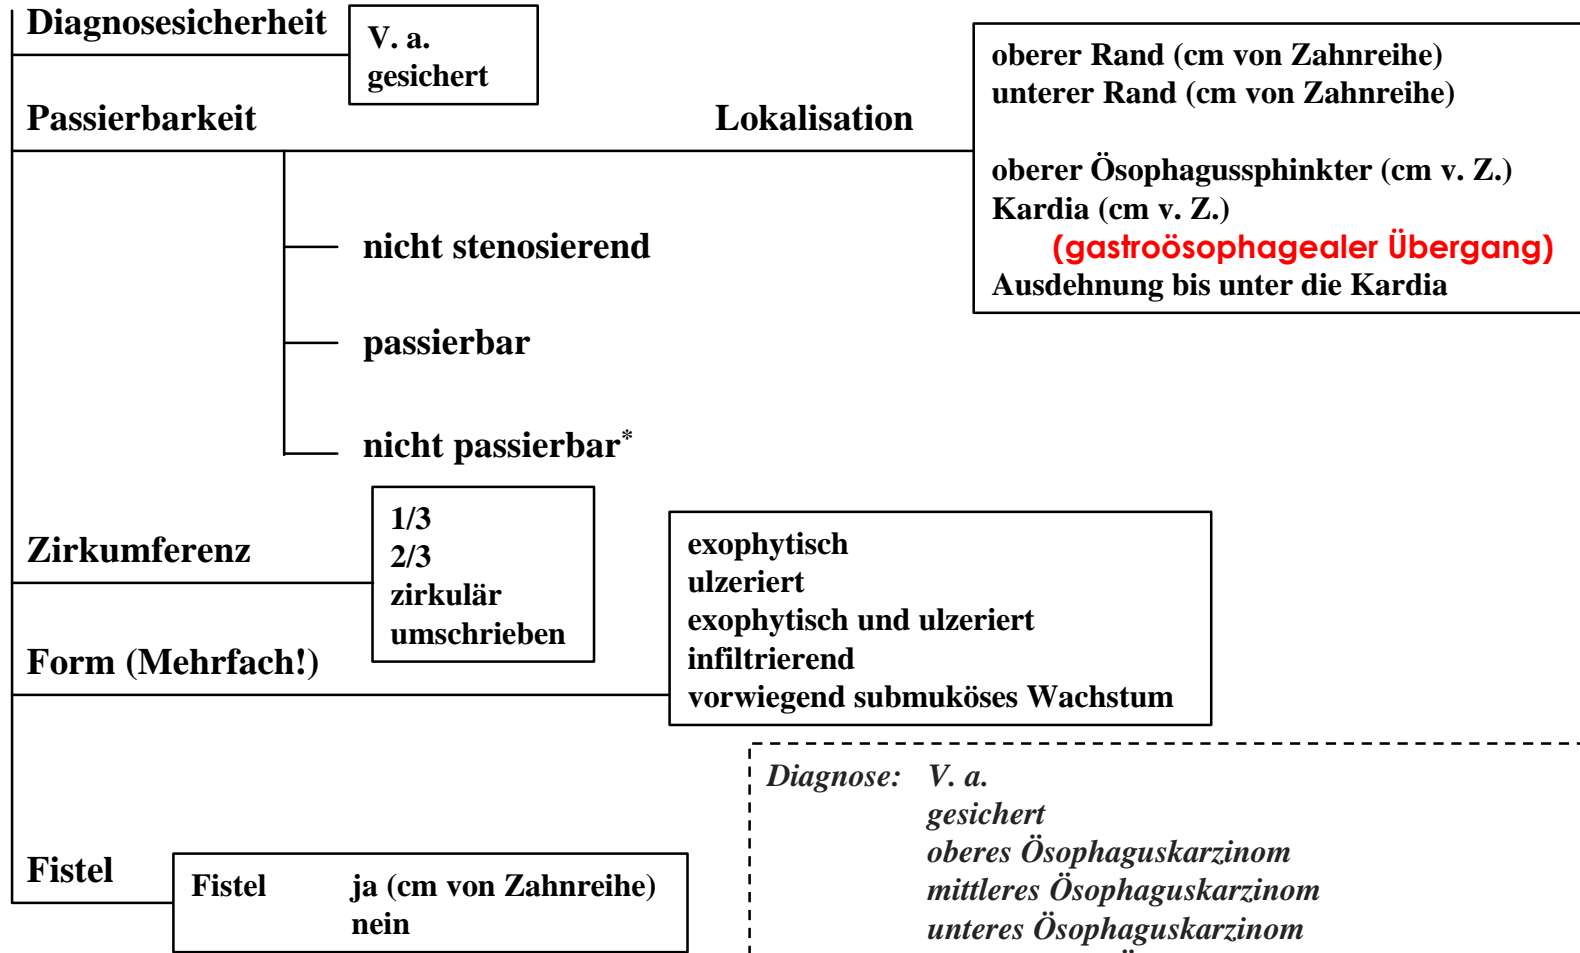 Diagnosesicherheit
V. a.
gesichert
Passierbarkeit
Lokalisation
oberer Rand (cm von Zahnreihe)
unterer Rand (cm von Zahnreihe)
oberer Ösophagussphinkter (cm v. Z.)
Kardia (cm v. Z.)
(gastroösophagealer Übergang)
Ausdehnung bis unter die Kardia
nicht stenosierend
passierbar
nicht passierbar*
Zirkumferenz
1/3
2/3
zirkulär
umschrieben
Form (Mehrfach!)
exophytisch
ulzeriert
exophytisch und ulzeriert
infiltrierend
vorwiegend submuköses Wachstum
Fistel
Fistel ja (cm von Zahnreihe)
nein
Diagnose: V. a.
gesichert
oberes Ösophaguskarzinom
mittleres Ösophaguskarzinom
unteres Ösophaguskarzinom